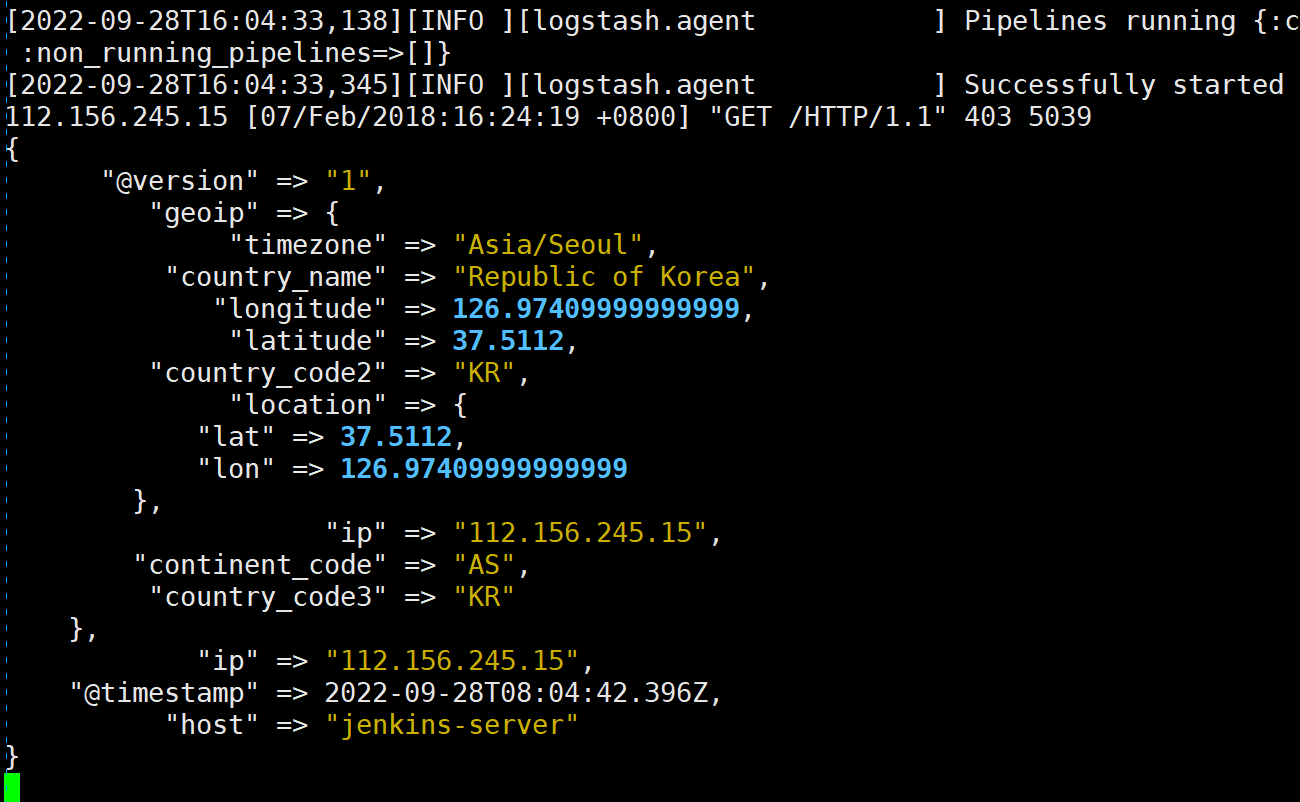 [2022-09-28T16:04:33,138][INFO ][logstash.agent           ] Pipelines running {:c
 :non_running_pipelines=>[]}
[2022-09-28T16:04:33,345][INFO ][logstash.agent           ] Successfully started
112.156.245.15 [07/Feb/2018:16:24:19 +0800] "GET /HTTP/1.1" 403 5039
{
      "@version" => "1",
         "geoip" => {
              "timezone" => "Asia/Seoul",
          "country_name" => "Republic of Korea",
             "longitude" => 126.97409999999999,
              "latitude" => 37.5112,
         "country_code2" => "KR",
              "location" => {
            "lat" => 37.5112,
            "lon" => 126.97409999999999
        },
                    "ip" => "112.156.245.15",
        "continent_code" => "AS",
         "country_code3" => "KR"
    },
            "ip" => "112.156.245.15",
    "@timestamp" => 2022-09-28T08:04:42.396Z,
          "host" => "jenkins-server"
}